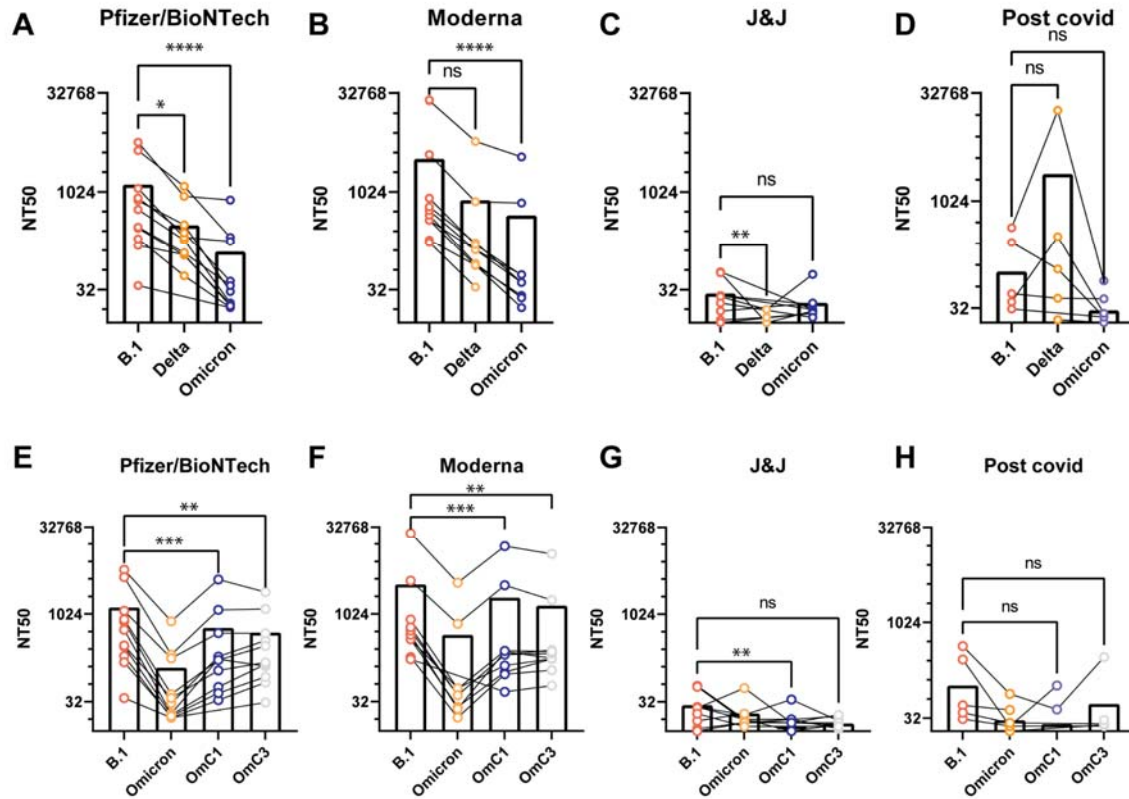 A Pfizer/BioNTech
****
*
32768
1024
32
NT50
B.1
Delta
Omicron
B Moderna
****
ns
32768
1024
32
NT50
B.1
Delta
Omicron
C J&J
ns
**
32768
1024
32
NT50
B.1
Delta
Omicron
D Post covid
ns
ns
32768
1024
32
NT50
B.1
Delta
Omicron
E Pfizer/BioNTech
**
***
32768
1024
32
NT50
B.1
Omicron
OmC1
OmC3
F Moderna
**
***
32768
1024
32
NT50
B.1
Omicron
OmC1
OmC3
G J&J
ns
**
32768
1024
32
NT50
B.1
Omicron
OmC1
OmC3
H Post covid
ns
ns
32768
1024
32
NT50
B.1
Omicron
OmC1
OmC3